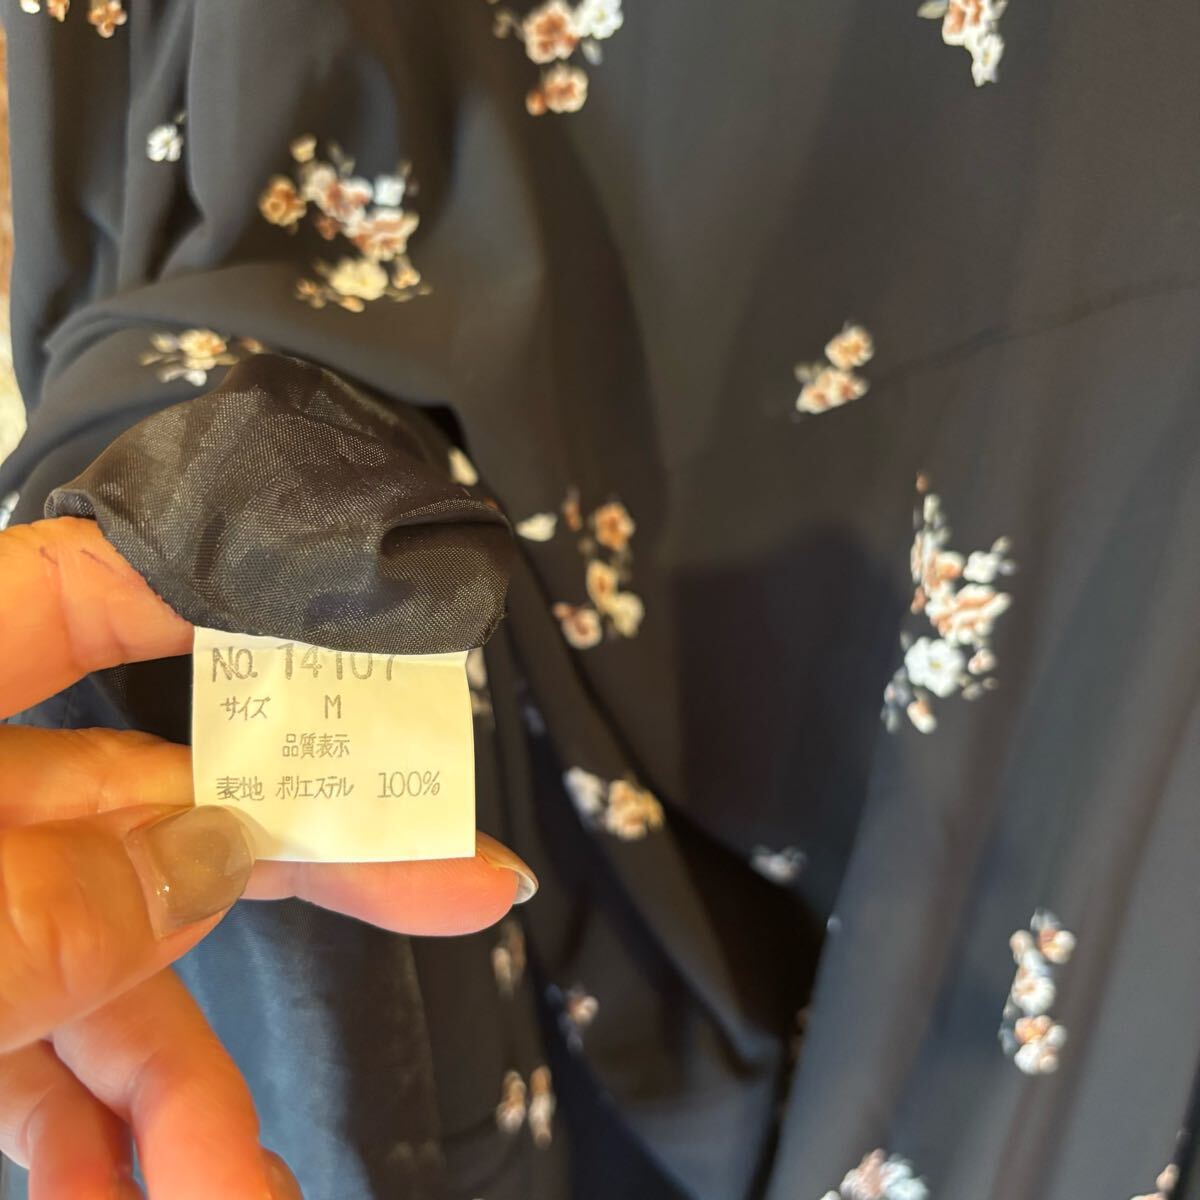 No. 14107
サイズ M
品質表示
表地 ポリエステル 100%